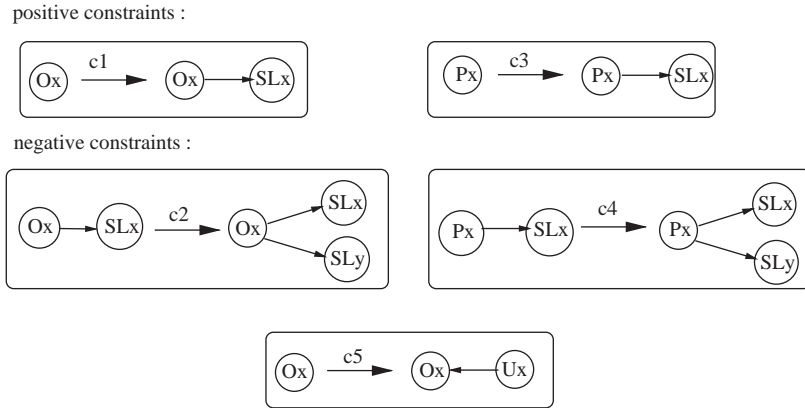 positive constraints :
Ox c1 Ox SLx
Px c3 Px SLx
negative constraints :
Ox SLx c2 Ox SLx SLy
Px SLx c4 Px SLx SLy
Ox c5 Ox Ux